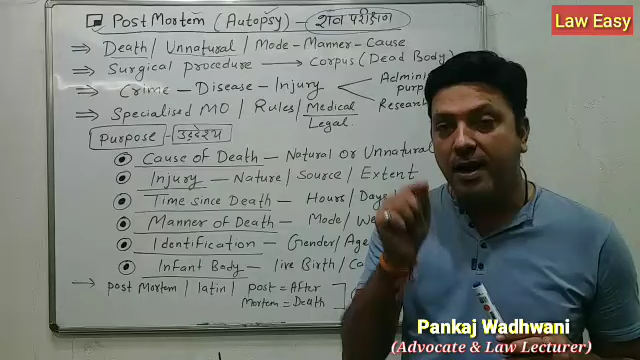 Post Mortem (Autopsy) - शव परीक्षण
Law Easy
→ Death/Unnatural/Mode-Manner-Cause
→ Surgical procedure → Corpus (Dead Body)
→ Crime-Disease-Injury
Research
→ Specialised MO / Rules / Medical Legal
Purpose - उद्देश्य
Cause of Death - Natural or Unnatural
Injury - Nature / Source / Extent
Time since Death - Hours / Days
Manner of Death - Mode /
Identification - Gender / Age
Infant Body - live Birth /
→ post Mortem / latin / post = After
Mortem = Death
Pankaj Wadhwani
(Advocate & Law Lecturer)